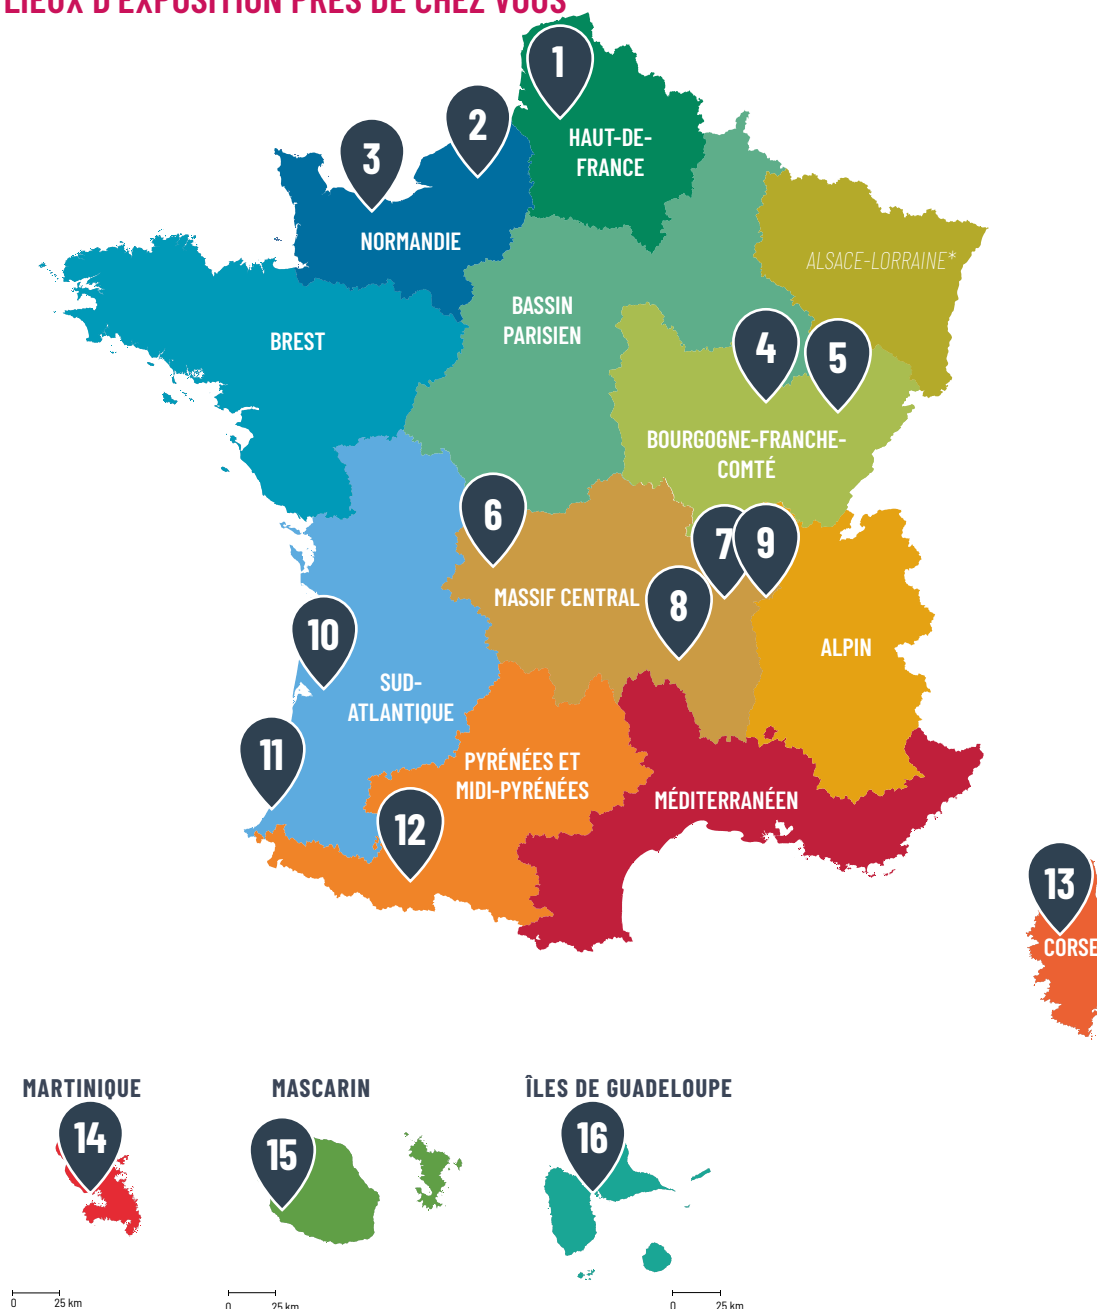 LIEUX D'EXPOSITION PRÈS DE CHEZ VOUS
1
HAUT-DE-
FRANCE
2
3
NORMANDIE
ALSACE-LORRAINE*
BASSIN
PARISIEN
BREST
4
5
BOURGOGNE-FRANCHE-
COMTÉ
6
7
9
MASSIF CENTRAL
8
10
ALPIN
SUD-
ATLANTIQUE
11
PYRÉNÉES ET
MIDI-PYRÉNÉES
MÉDITERRANÉEN
12
13
CORSE
MARTINIQUE
MASCARIN
ÎLES DE GUADELOUPE
14
15
16
0 25 km
0 25 km
0 25 km